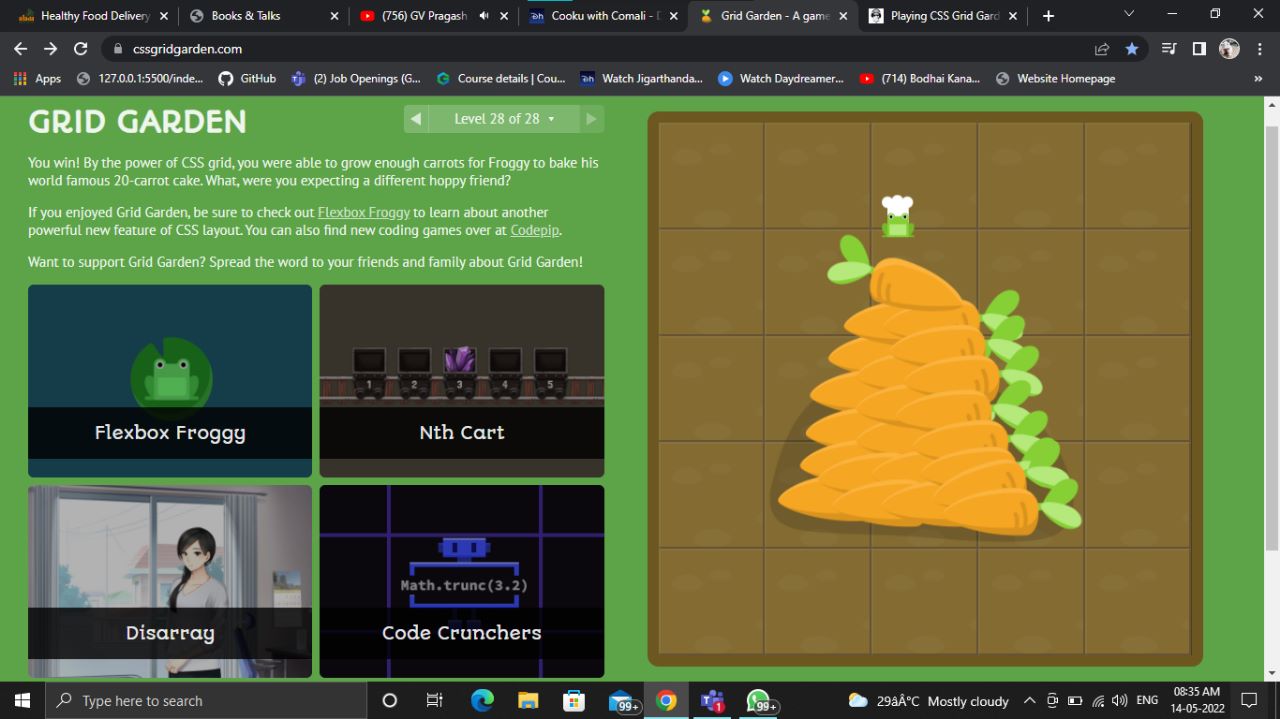 Healthy Food Delivery
Books & Talks
(756) GV Pragash
Cooku with Comali - D
Grid Garden - A game
Playing CSS Grid Gard
cssgridgarden.com
Apps
127.0.0.1:5500/inde...
GitHub
(2) Job Openings (G...
Course details | Cou...
Watch Jigarthanda...
Watch Daydreamer...
(714) Bodhai Kana...
Website Homepage
»
GRID GARDEN
Level 28 of 28
You win! By the power of CSS grid, you were able to grow enough carrots for Froggy to bake his
world famous 20-carrot cake. What, were you expecting a different hoppy friend?
If you enjoyed Grid Garden, be sure to check out Flexbox Froggy to learn about another
powerful new feature of CSS layout. You can also find new coding games over at Codepip.
Want to support Grid Garden? Spread the word to your friends and family about Grid Garden!
1 2 3 4 5
Flexbox Froggy
Nth Cart
Math.trunc(3.2)
Disarray
Code Crunchers
Type here to search
99+
1
99+
29Â°C Mostly cloudy
ENG
08:35 AM
14-05-2022